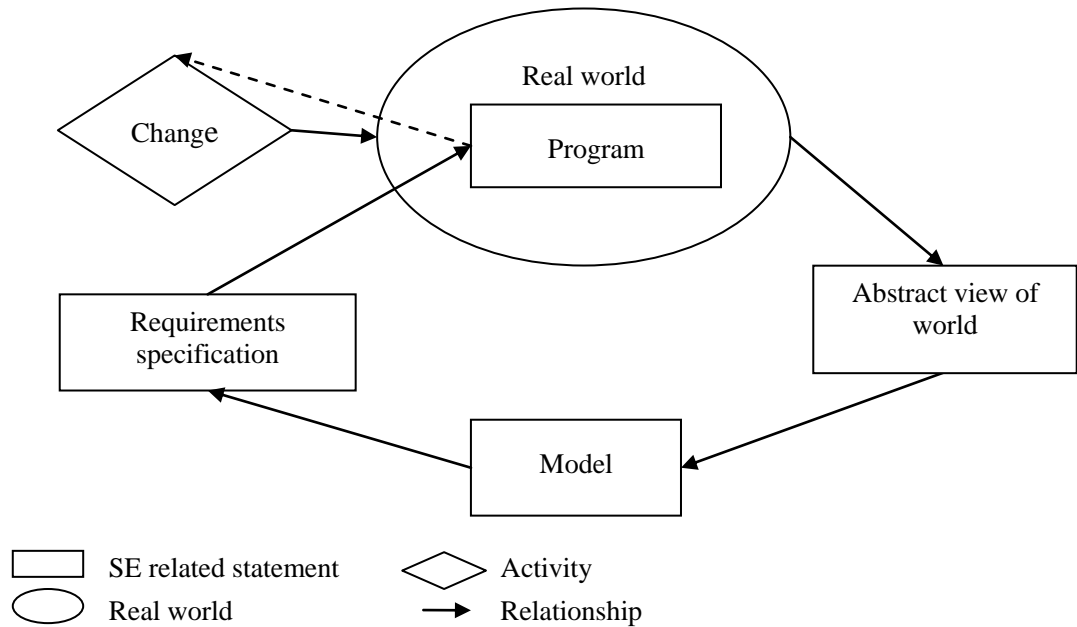 Real world
Change
Program
Abstract view of
world
Requirements
specification
Model
SE related statement
Activity
Real world
Relationship